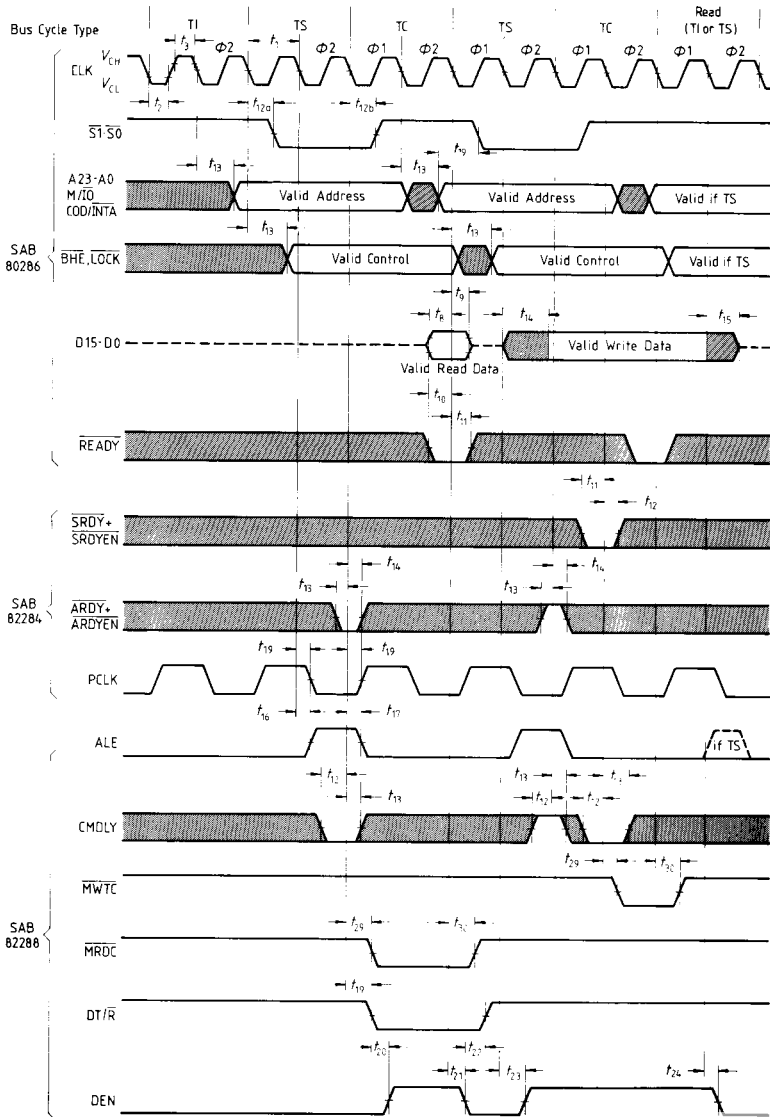 Bus Cycle Type
TI
TS
TC
TS
TC
Read
(TI or TS)
Φ2
Φ2
Φ1
Φ2
Φ1
Φ2
Φ1
Φ2
Φ1
Φ2
t3
t1
CLK
VCH
VCL
t2
t12a
t12b
S1·S0
t19
t13
t13
A23-A0
M/IO
COD/INTA
Valid Address
Valid Address
Valid if TS
t13
t13
SAB
80286
BHE, LOCK
Valid Control
Valid Control
Valid if TS
t9
t8
t14
t15
D15-D0
Valid Write Data
Valid Read Data
t10
t11
READY
t11
t12
SRDY+
SRDYEN
t14
t14
t13
t13
SAB
82284
ARDY+
ARDYEN
t19
t19
PCLK
t16
t17
ALE
if TS
t12
t13
t13
t12
CMDLY
t29
t30
MWTC
SAB
82288
t29
t30
MRDC
t19
DT/R
t20
t22
t21
t23
t24
DEN